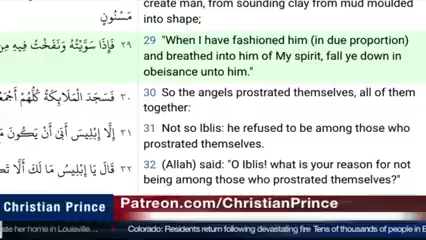 create man, from sounding clay from mud moulded
into shape;
مَسْنُونٍ
29 "When I have fashioned him (in due proportion)
and breathed into him of My spirit, fall ye down in
obeisance unto him."
٢٩ فَإِذَا سَوَّيْتُهُ وَنَفَخْتُ فِيهِ مِن
30 So the angels prostrated themselves, all of them
together:
٣٠ فَسَجَدَ الْمَلَائِكَةُ كُلُّهُمْ
31 Not so Iblis: he refused to be among those who
prostrated themselves.
٣١ إِلَّا إِبْلِيسَ أَبَىٰ أَنْ يَكُونَ
32 (Allah) said: "O Iblis! what is your reason for not
being among those who prostrated themselves?"
٣٢ قَالَ يَا إِبْلِيسُ مَا لَكَ أَلَّا
Christian Prince
Patreon.com/ChristianPrince
her home in Louisville...
Colorado: Residents return following devastating fire Tens of thousands of people in